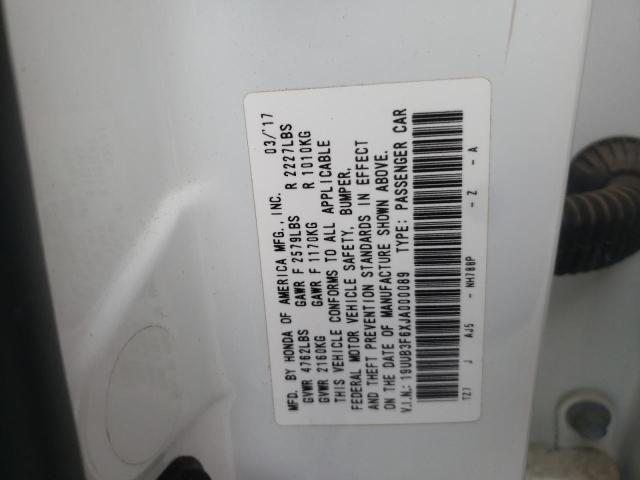 MFD. BY HONDA OF AMERICA MFG., INC. 03/'17
GVWR 4762LBS GAWR F 2579LBS R 2227LBS
GVWR 2160KG GAWR F 1170KG R 1010KG
THIS VEHICLE CONFORMS TO ALL APPLICABLE
FEDERAL MOTOR VEHICLE SAFETY, BUMPER,
AND THEFT PREVENTION STANDARDS IN EFFECT
ON THE DATE OF MANUFACTURE SHOWN ABOVE.
V.I.N.: 19UUB3F6XJA000089 TYPE: PASSENGER CAR
TZ7 J AJ5 - NH788P - Z - A